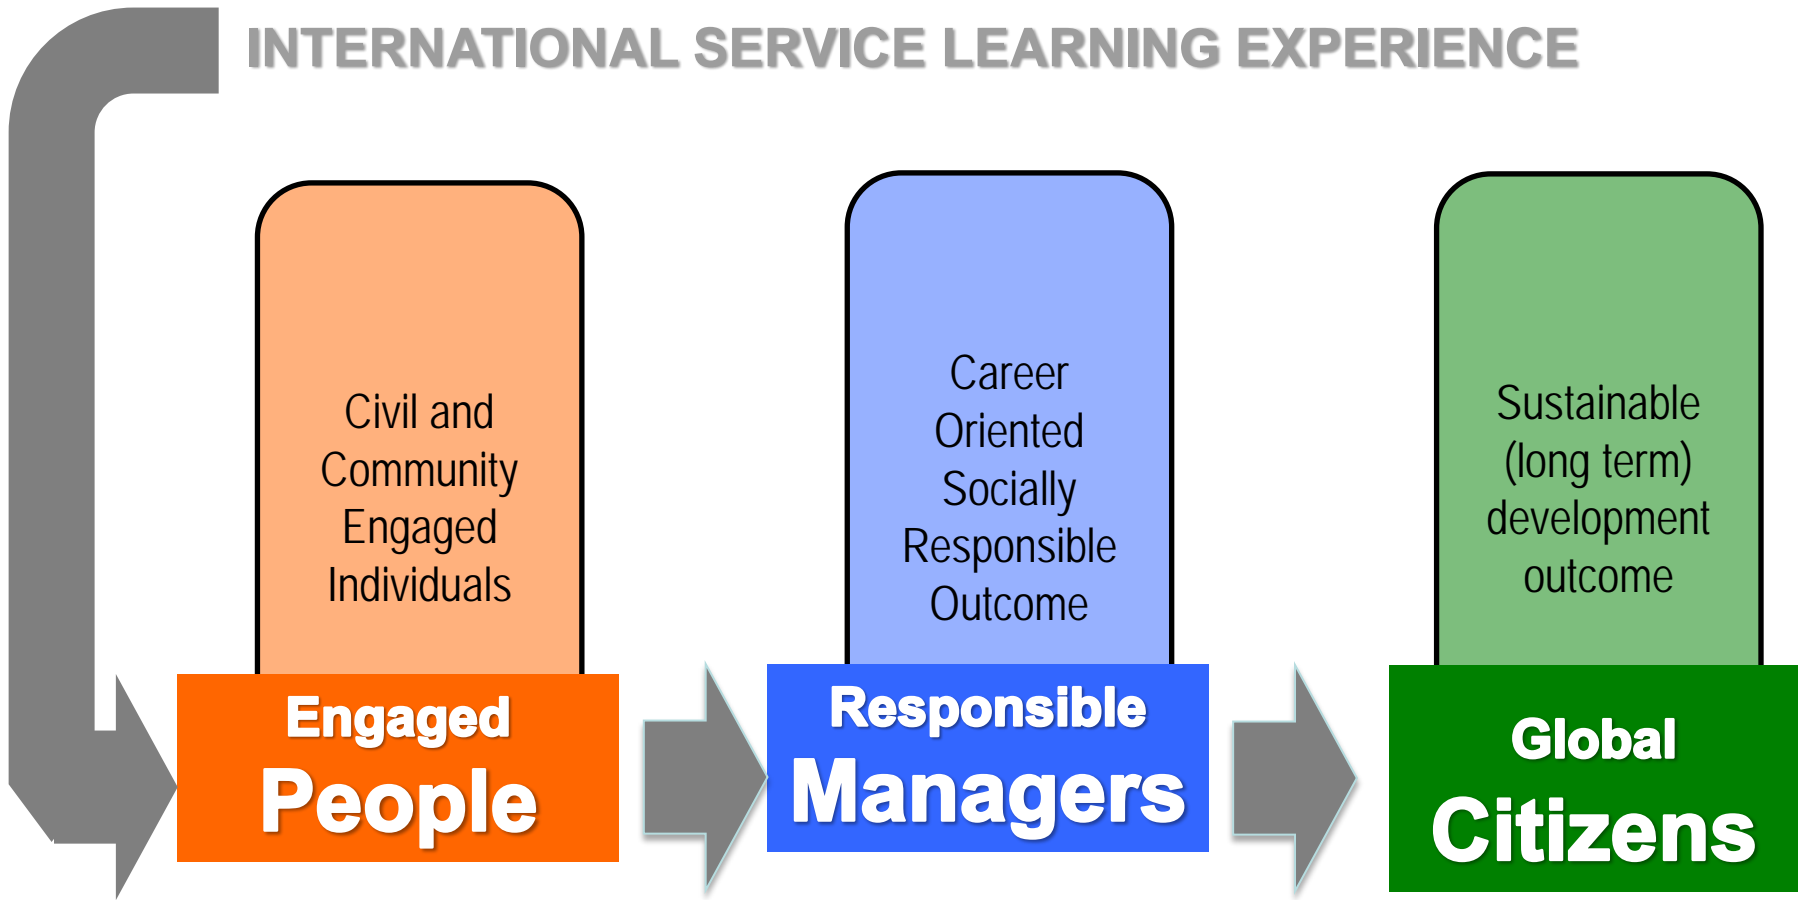 INTERNATIONAL SERVICE LEARNING EXPERIENCE
Civil and
Community
Engaged
Individuals
Engaged
People
Career
Oriented
Socially
Responsible
Outcome
Responsible
Managers
Sustainable
(long term)
development
outcome
Global
Citizens